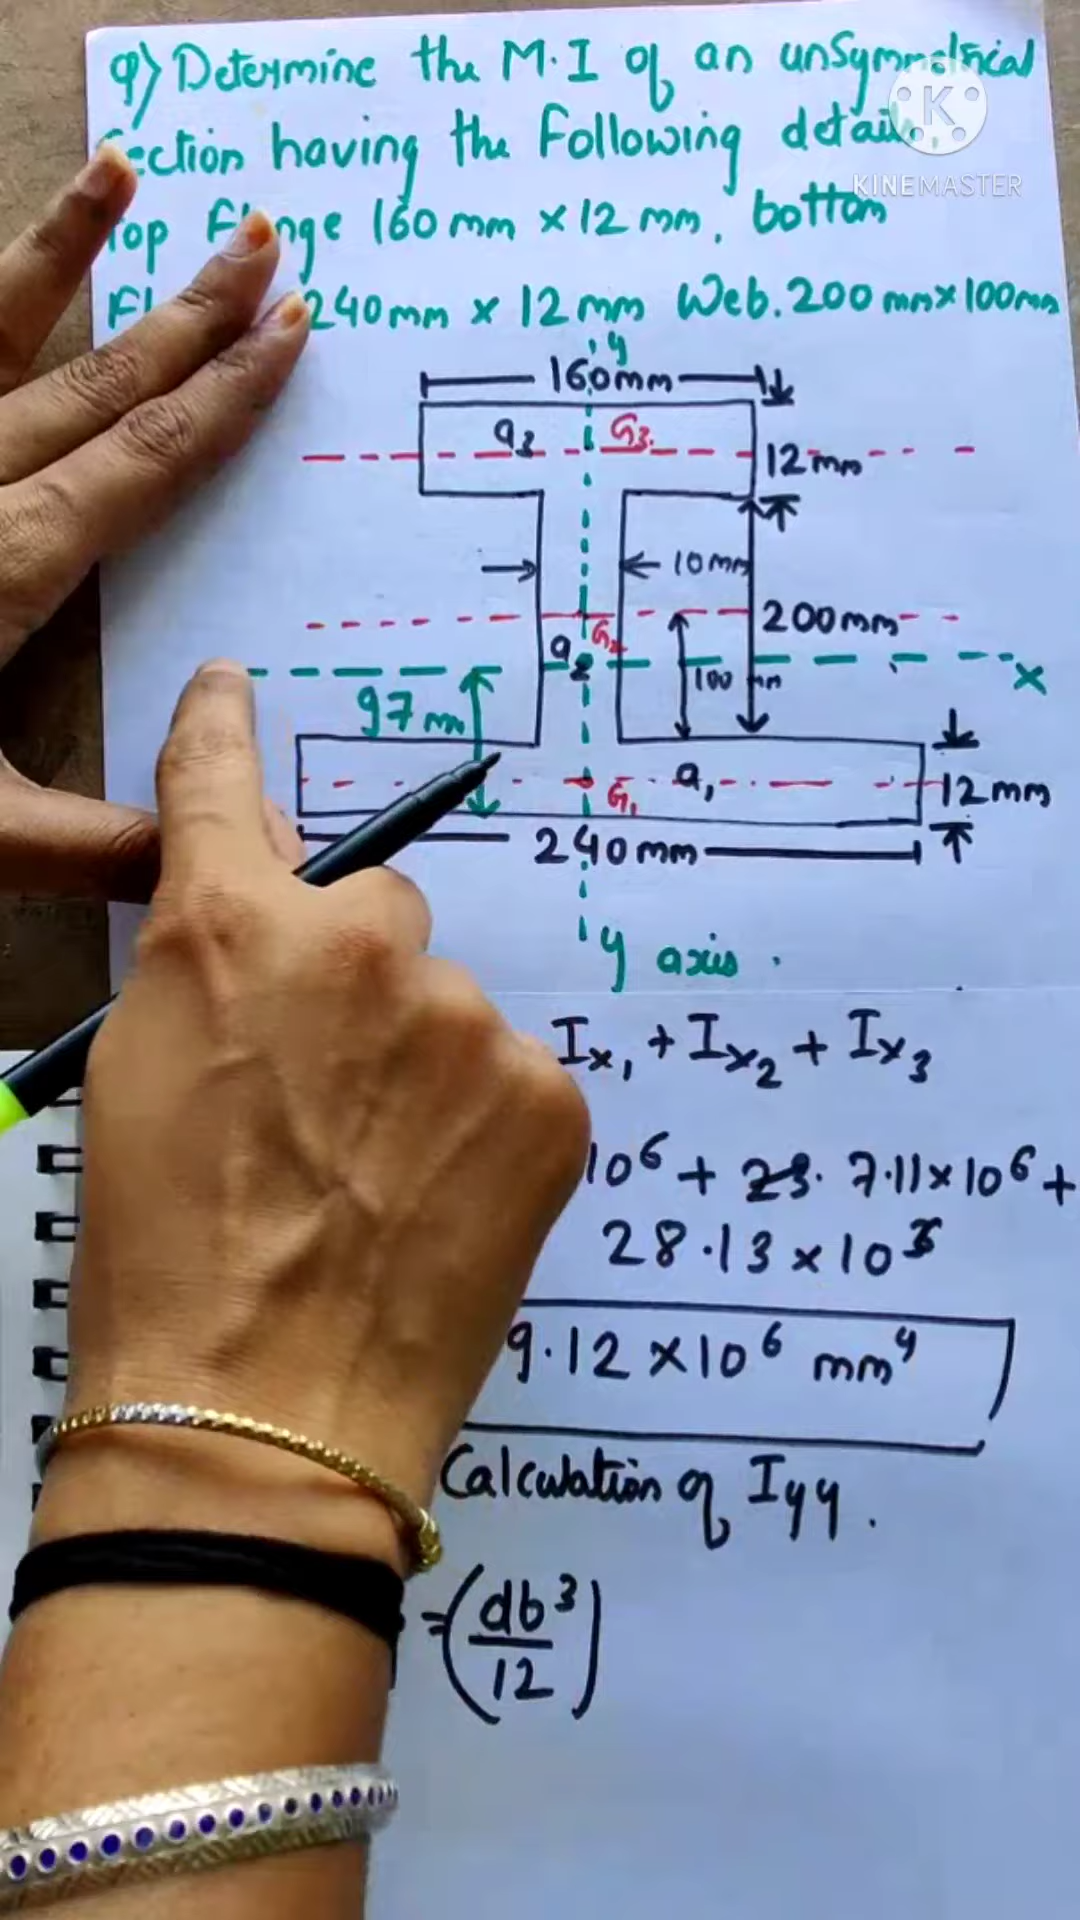 Q) Determine the M.I of an unSymmetrical
Section having the Following details,
Top Flange 160 mm × 12 mm, bottom
240 mm × 12 mm Web. 200 mm × 100 mm
KINEMASTER
y
160mm
a3 G3.
12 mm
10 mm
200 mm
a2 G2
X
97 mm
100 mm
G1 a1
12 mm
240 mm
y axis .
Ix1 + Ix2 + Ix3
10^6 + 7.11 × 10^6 +
28.13 × 10
9.12 × 10^6 mm^4
Calculation of Iyy .
= (db^3/12)